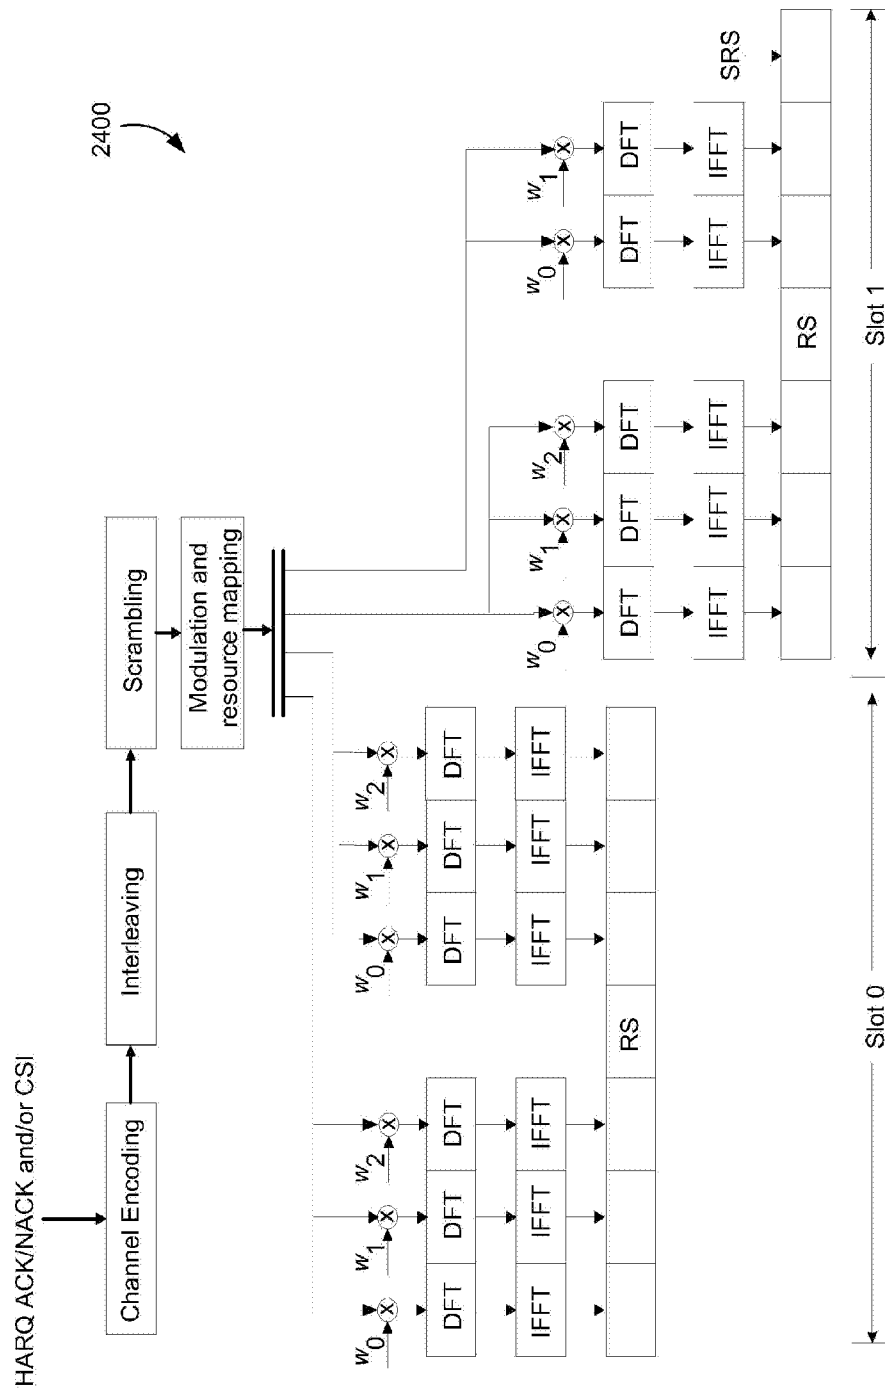 2400
HARQ ACK/NACK and/or CSI
Channel Encoding
Interleaving
Scrambling
Modulation and
resource mapping
w0
w1
w2
w0
w1
w2
DFT
DFT
DFT
DFT
DFT
DFT
IFFT
IFFT
IFFT
IFFT
IFFT
IFFT
RS
w0
w1
w2
w0
w1
DFT
DFT
DFT
DFT
DFT
IFFT
IFFT
IFFT
IFFT
IFFT
SRS
RS
Slot 0
Slot 1